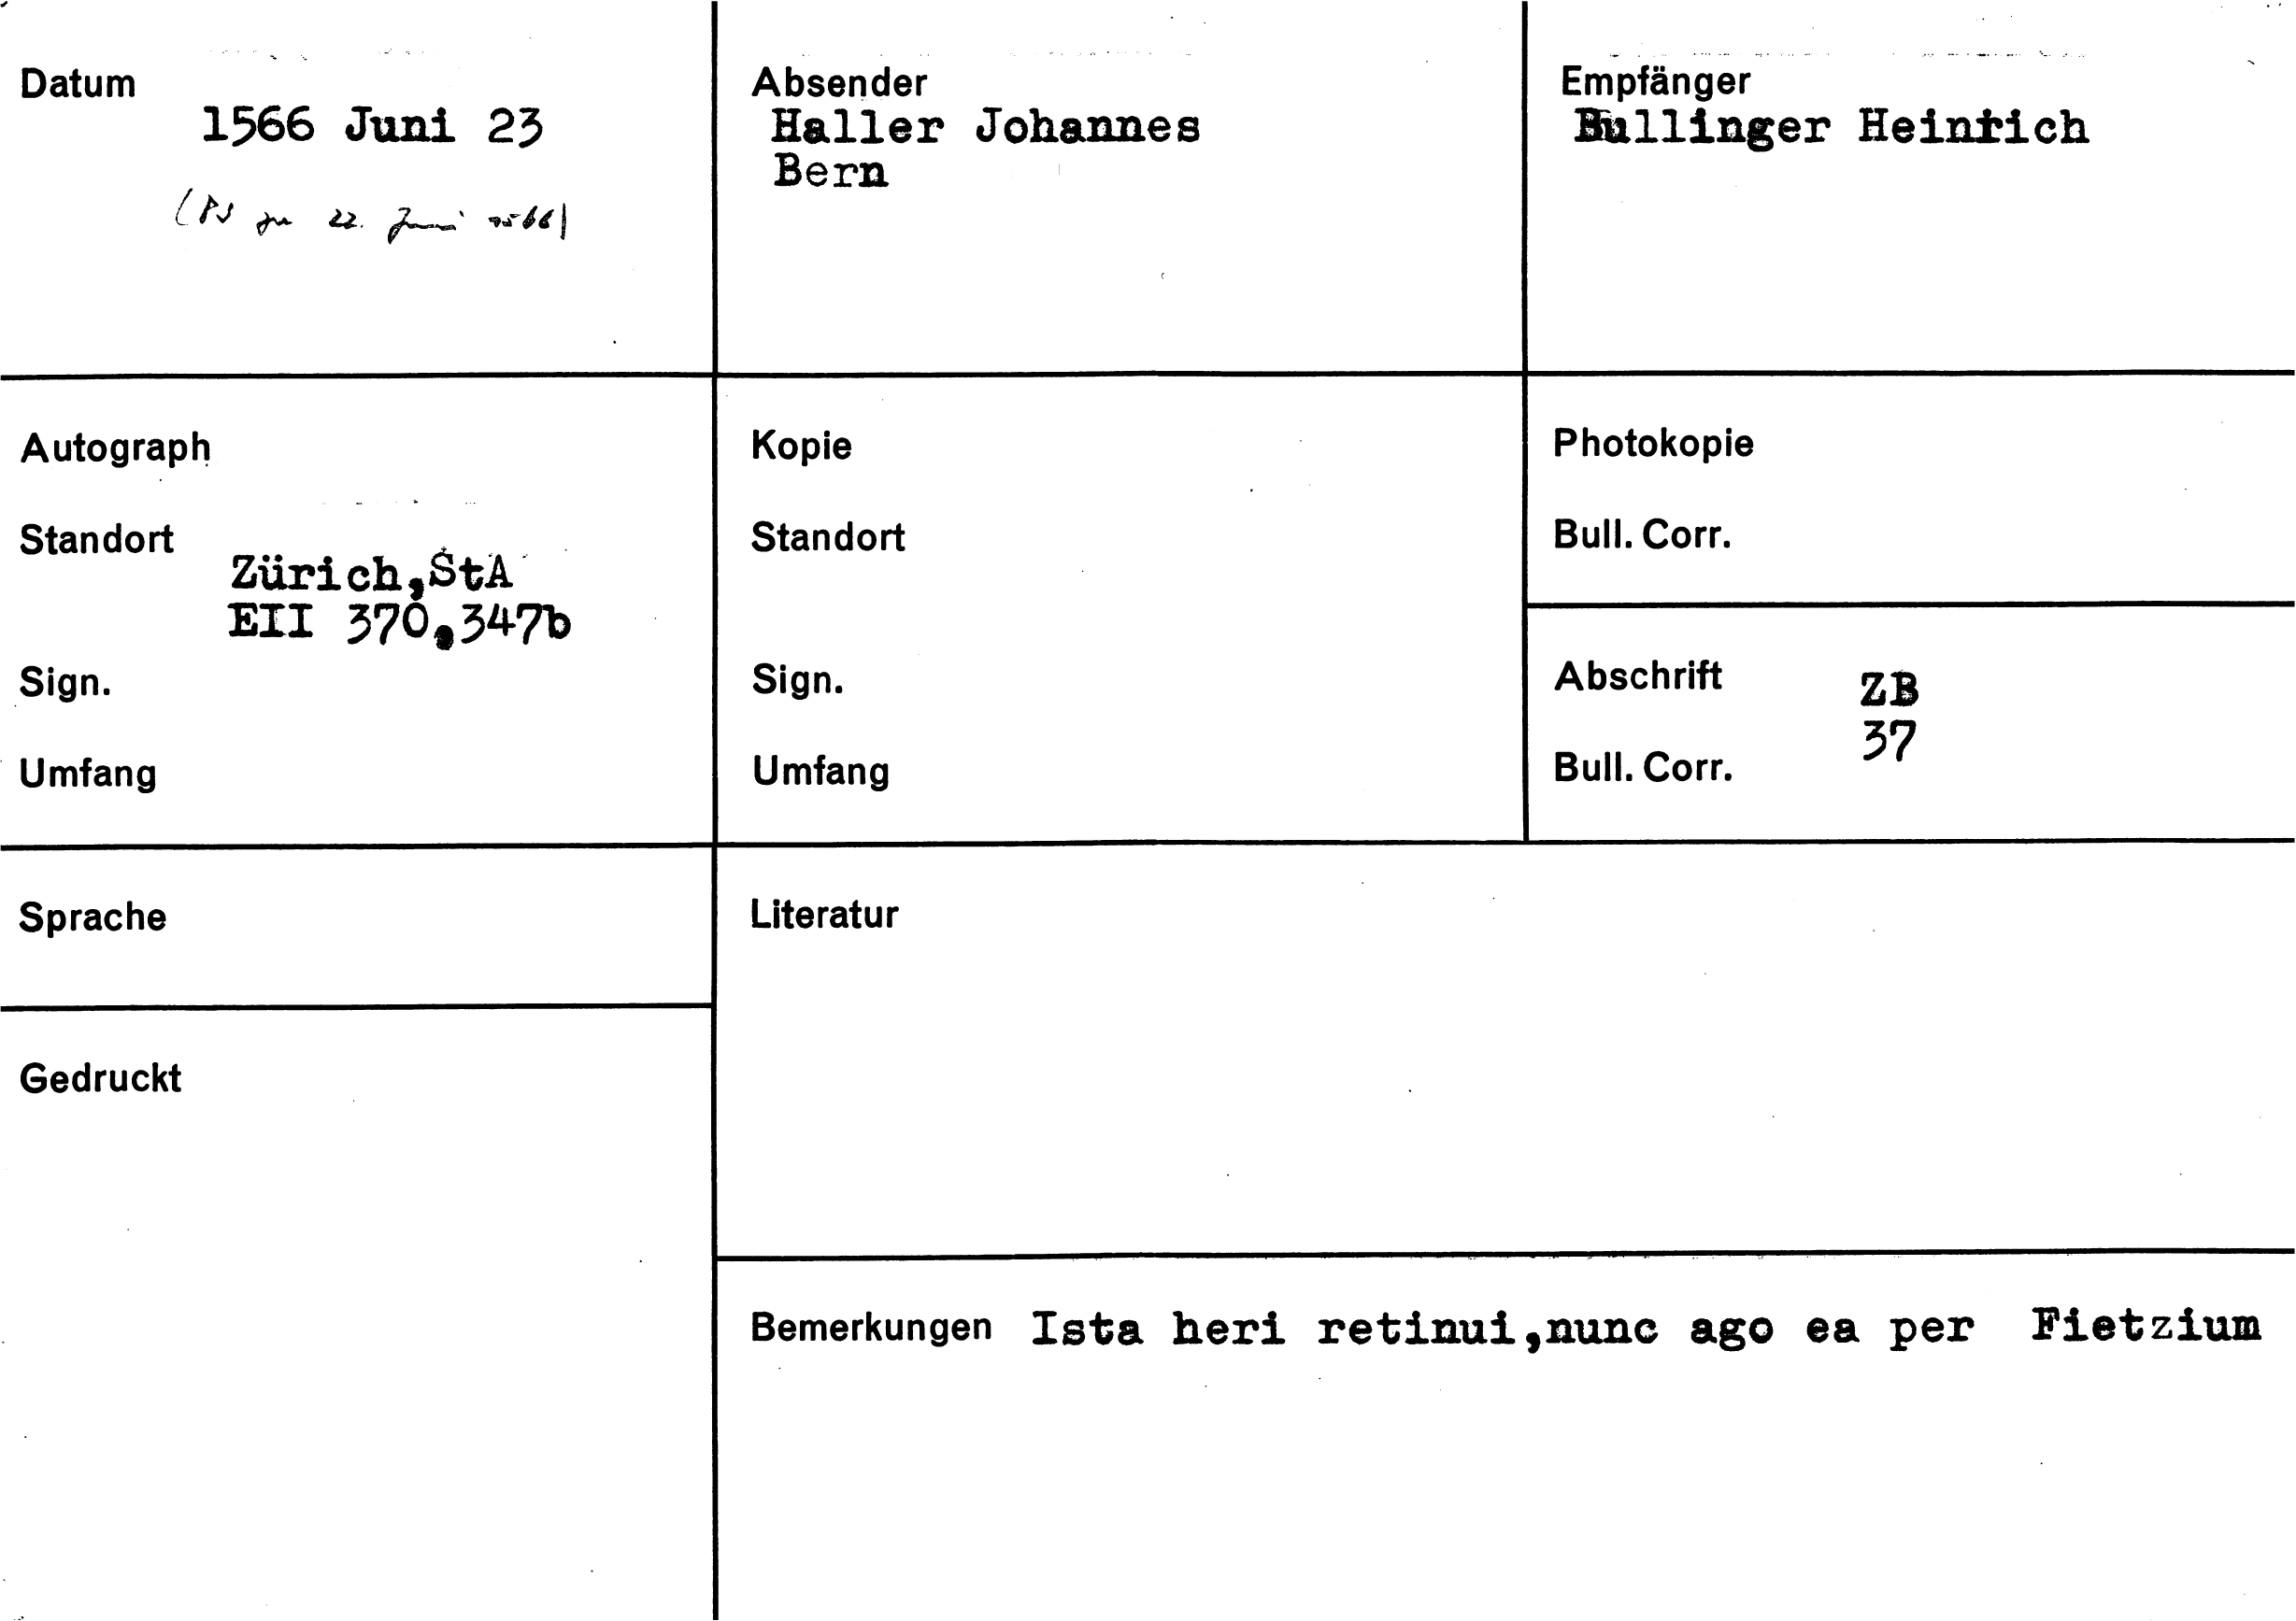 Datum
1566 Juni 23
(PS zu 22. Juni 1566)
Absender
Haller Johannes
Bern
Empfänger
Bullinger Heinrich
Autograph
Standort
Zürich,StA
EII 370,347b
Sign.
Umfang
Kopie
Standort
Sign.
Umfang
Photokopie
Bull. Corr.
Abschrift
ZB
37
Bull. Corr.
Sprache
Literatur
Gedruckt
Bemerkungen Ista heri retinui,nunc ago ea per Fietzium